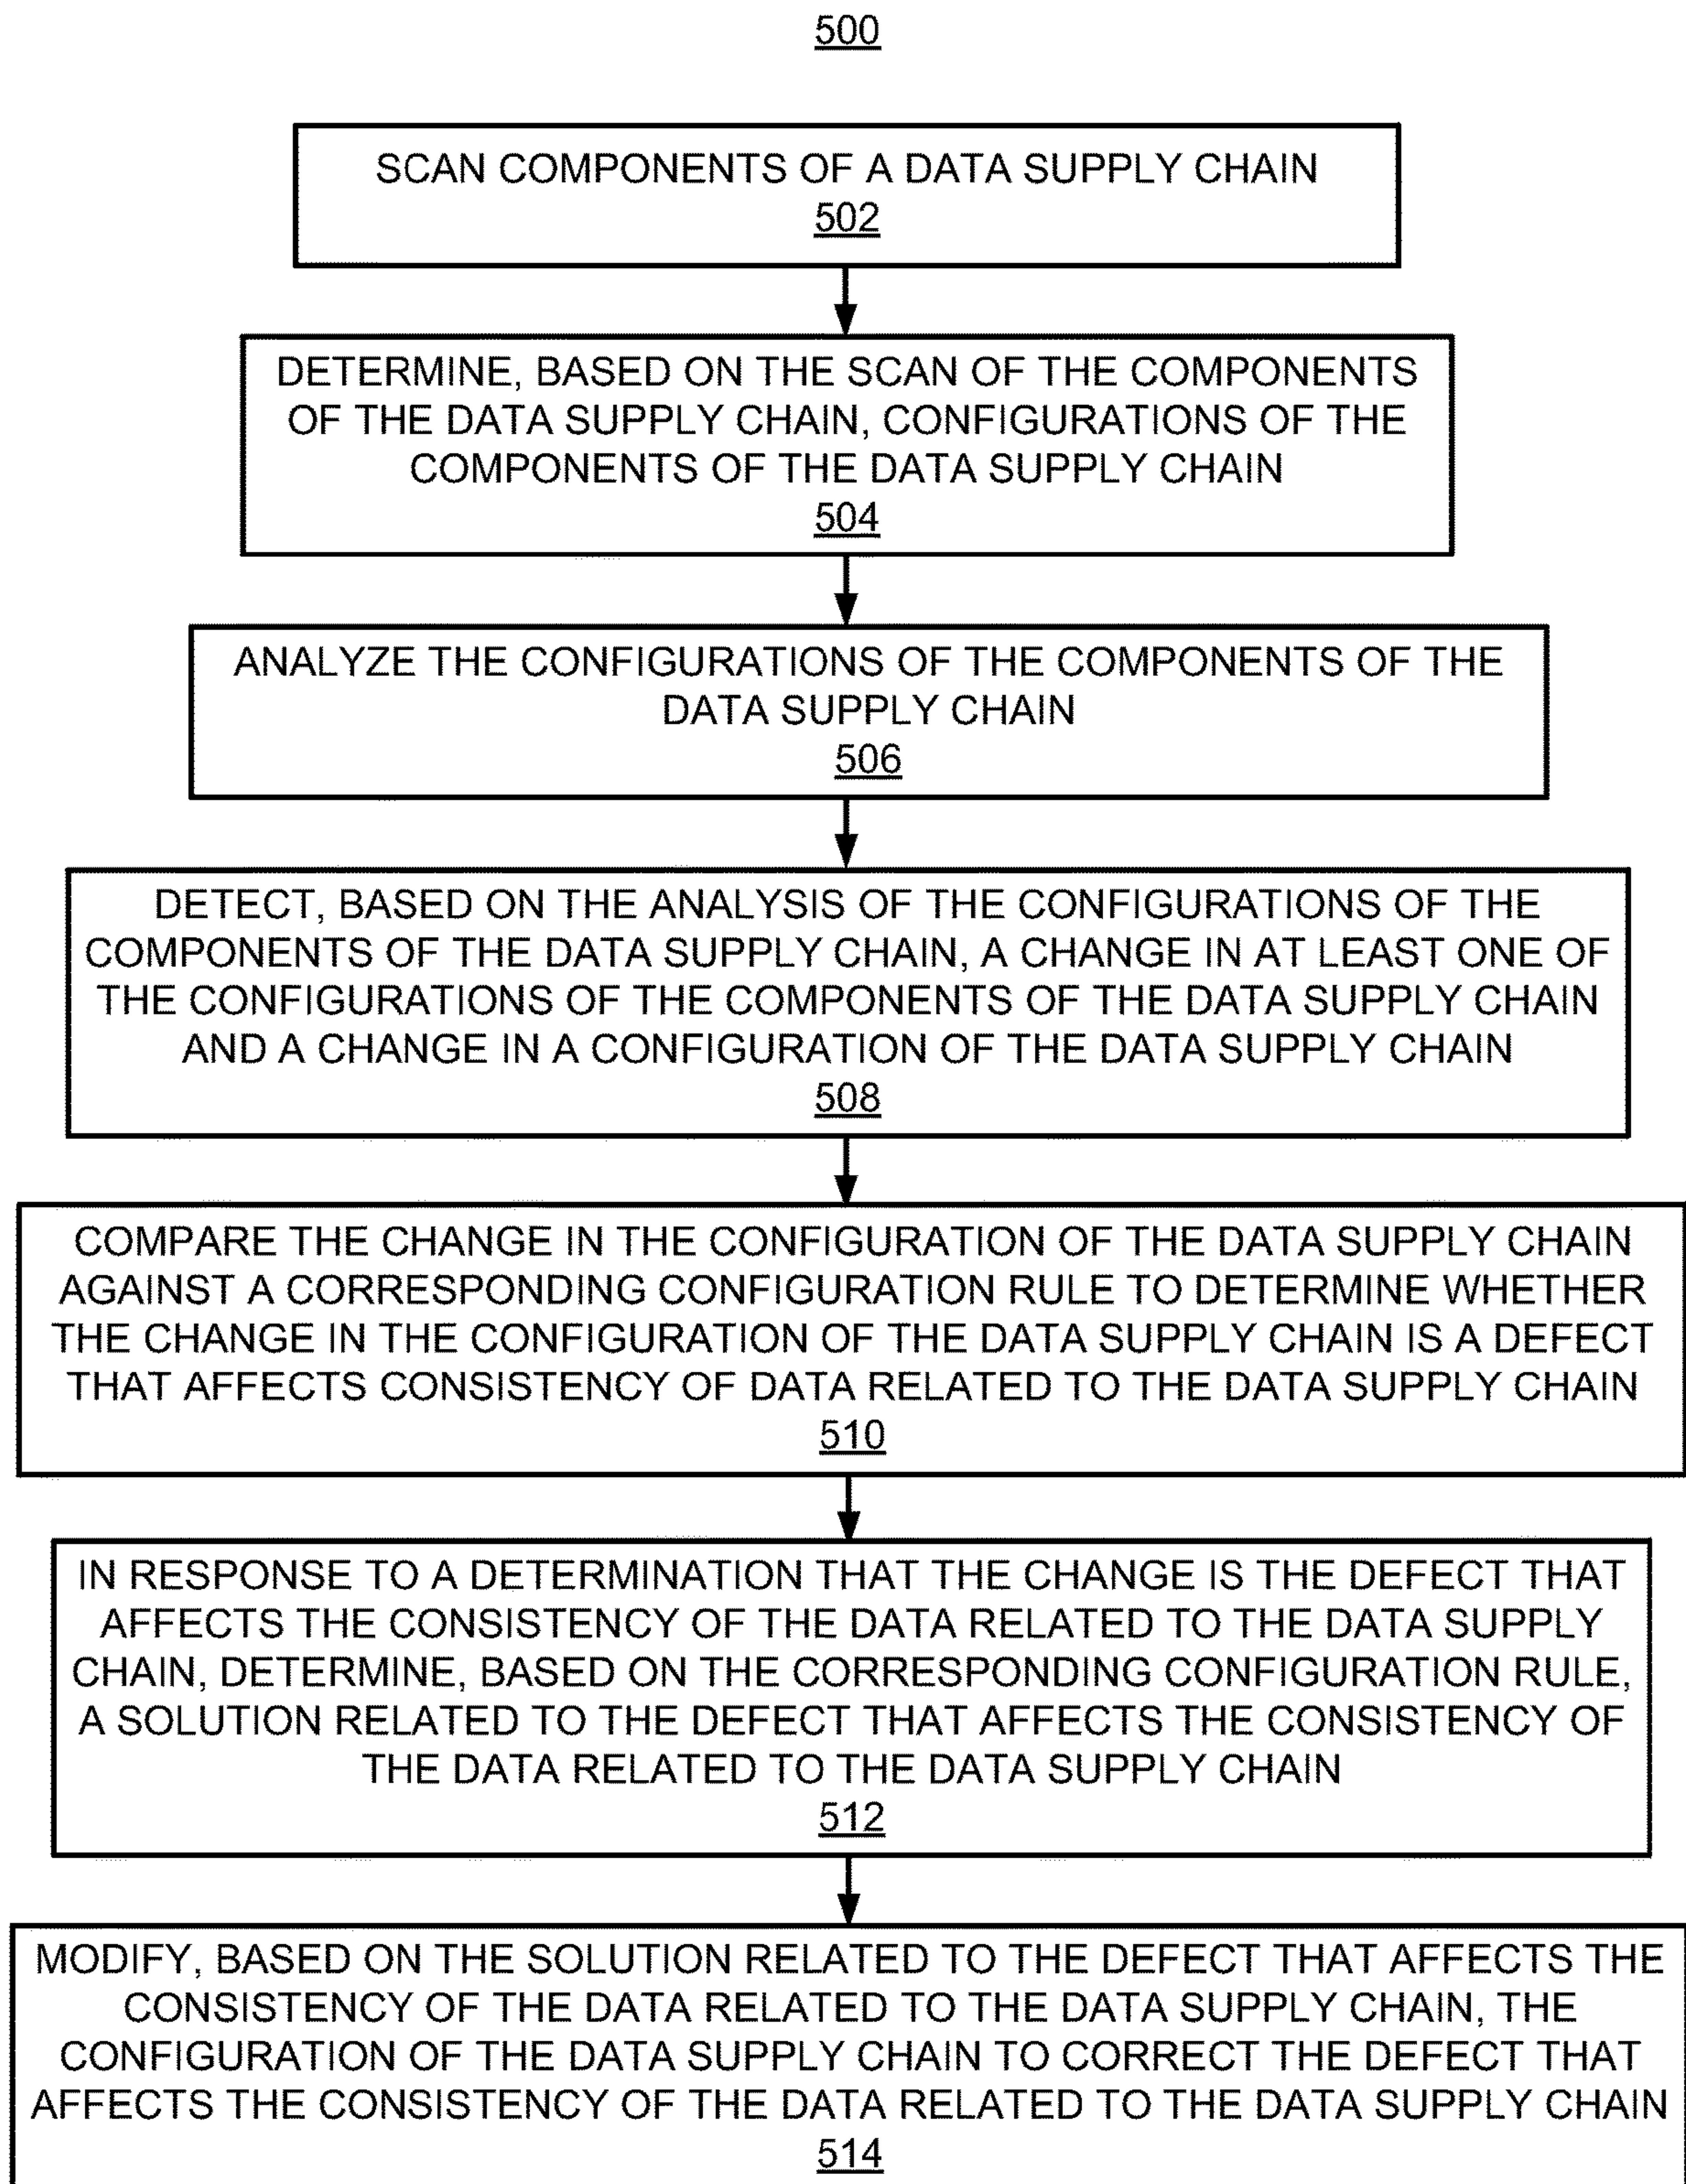 500
SCAN COMPONENTS OF A DATA SUPPLY CHAIN
502
DETERMINE, BASED ON THE SCAN OF THE COMPONENTS
OF THE DATA SUPPLY CHAIN, CONFIGURATIONS OF THE
COMPONENTS OF THE DATA SUPPLY CHAIN
504
ANALYZE THE CONFIGURATIONS OF THE COMPONENTS OF THE
DATA SUPPLY CHAIN
506
DETECT, BASED ON THE ANALYSIS OF THE CONFIGURATIONS OF THE
COMPONENTS OF THE DATA SUPPLY CHAIN, A CHANGE IN AT LEAST ONE OF
THE CONFIGURATIONS OF THE COMPONENTS OF THE DATA SUPPLY CHAIN
AND A CHANGE IN A CONFIGURATION OF THE DATA SUPPLY CHAIN
508
COMPARE THE CHANGE IN THE CONFIGURATION OF THE DATA SUPPLY CHAIN
AGAINST A CORRESPONDING CONFIGURATION RULE TO DETERMINE WHETHER
THE CHANGE IN THE CONFIGURATION OF THE DATA SUPPLY CHAIN IS A DEFECT
THAT AFFECTS CONSISTENCY OF DATA RELATED TO THE DATA SUPPLY CHAIN
510
IN RESPONSE TO A DETERMINATION THAT THE CHANGE IS THE DEFECT THAT
AFFECTS THE CONSISTENCY OF THE DATA RELATED TO THE DATA SUPPLY
CHAIN, DETERMINE, BASED ON THE CORRESPONDING CONFIGURATION RULE,
A SOLUTION RELATED TO THE DEFECT THAT AFFECTS THE CONSISTENCY OF
THE DATA RELATED TO THE DATA SUPPLY CHAIN
512
MODIFY, BASED ON THE SOLUTION RELATED TO THE DEFECT THAT AFFECTS THE
CONSISTENCY OF THE DATA RELATED TO THE DATA SUPPLY CHAIN, THE
CONFIGURATION OF THE DATA SUPPLY CHAIN TO CORRECT THE DEFECT THAT
AFFECTS THE CONSISTENCY OF THE DATA RELATED TO THE DATA SUPPLY CHAIN
514